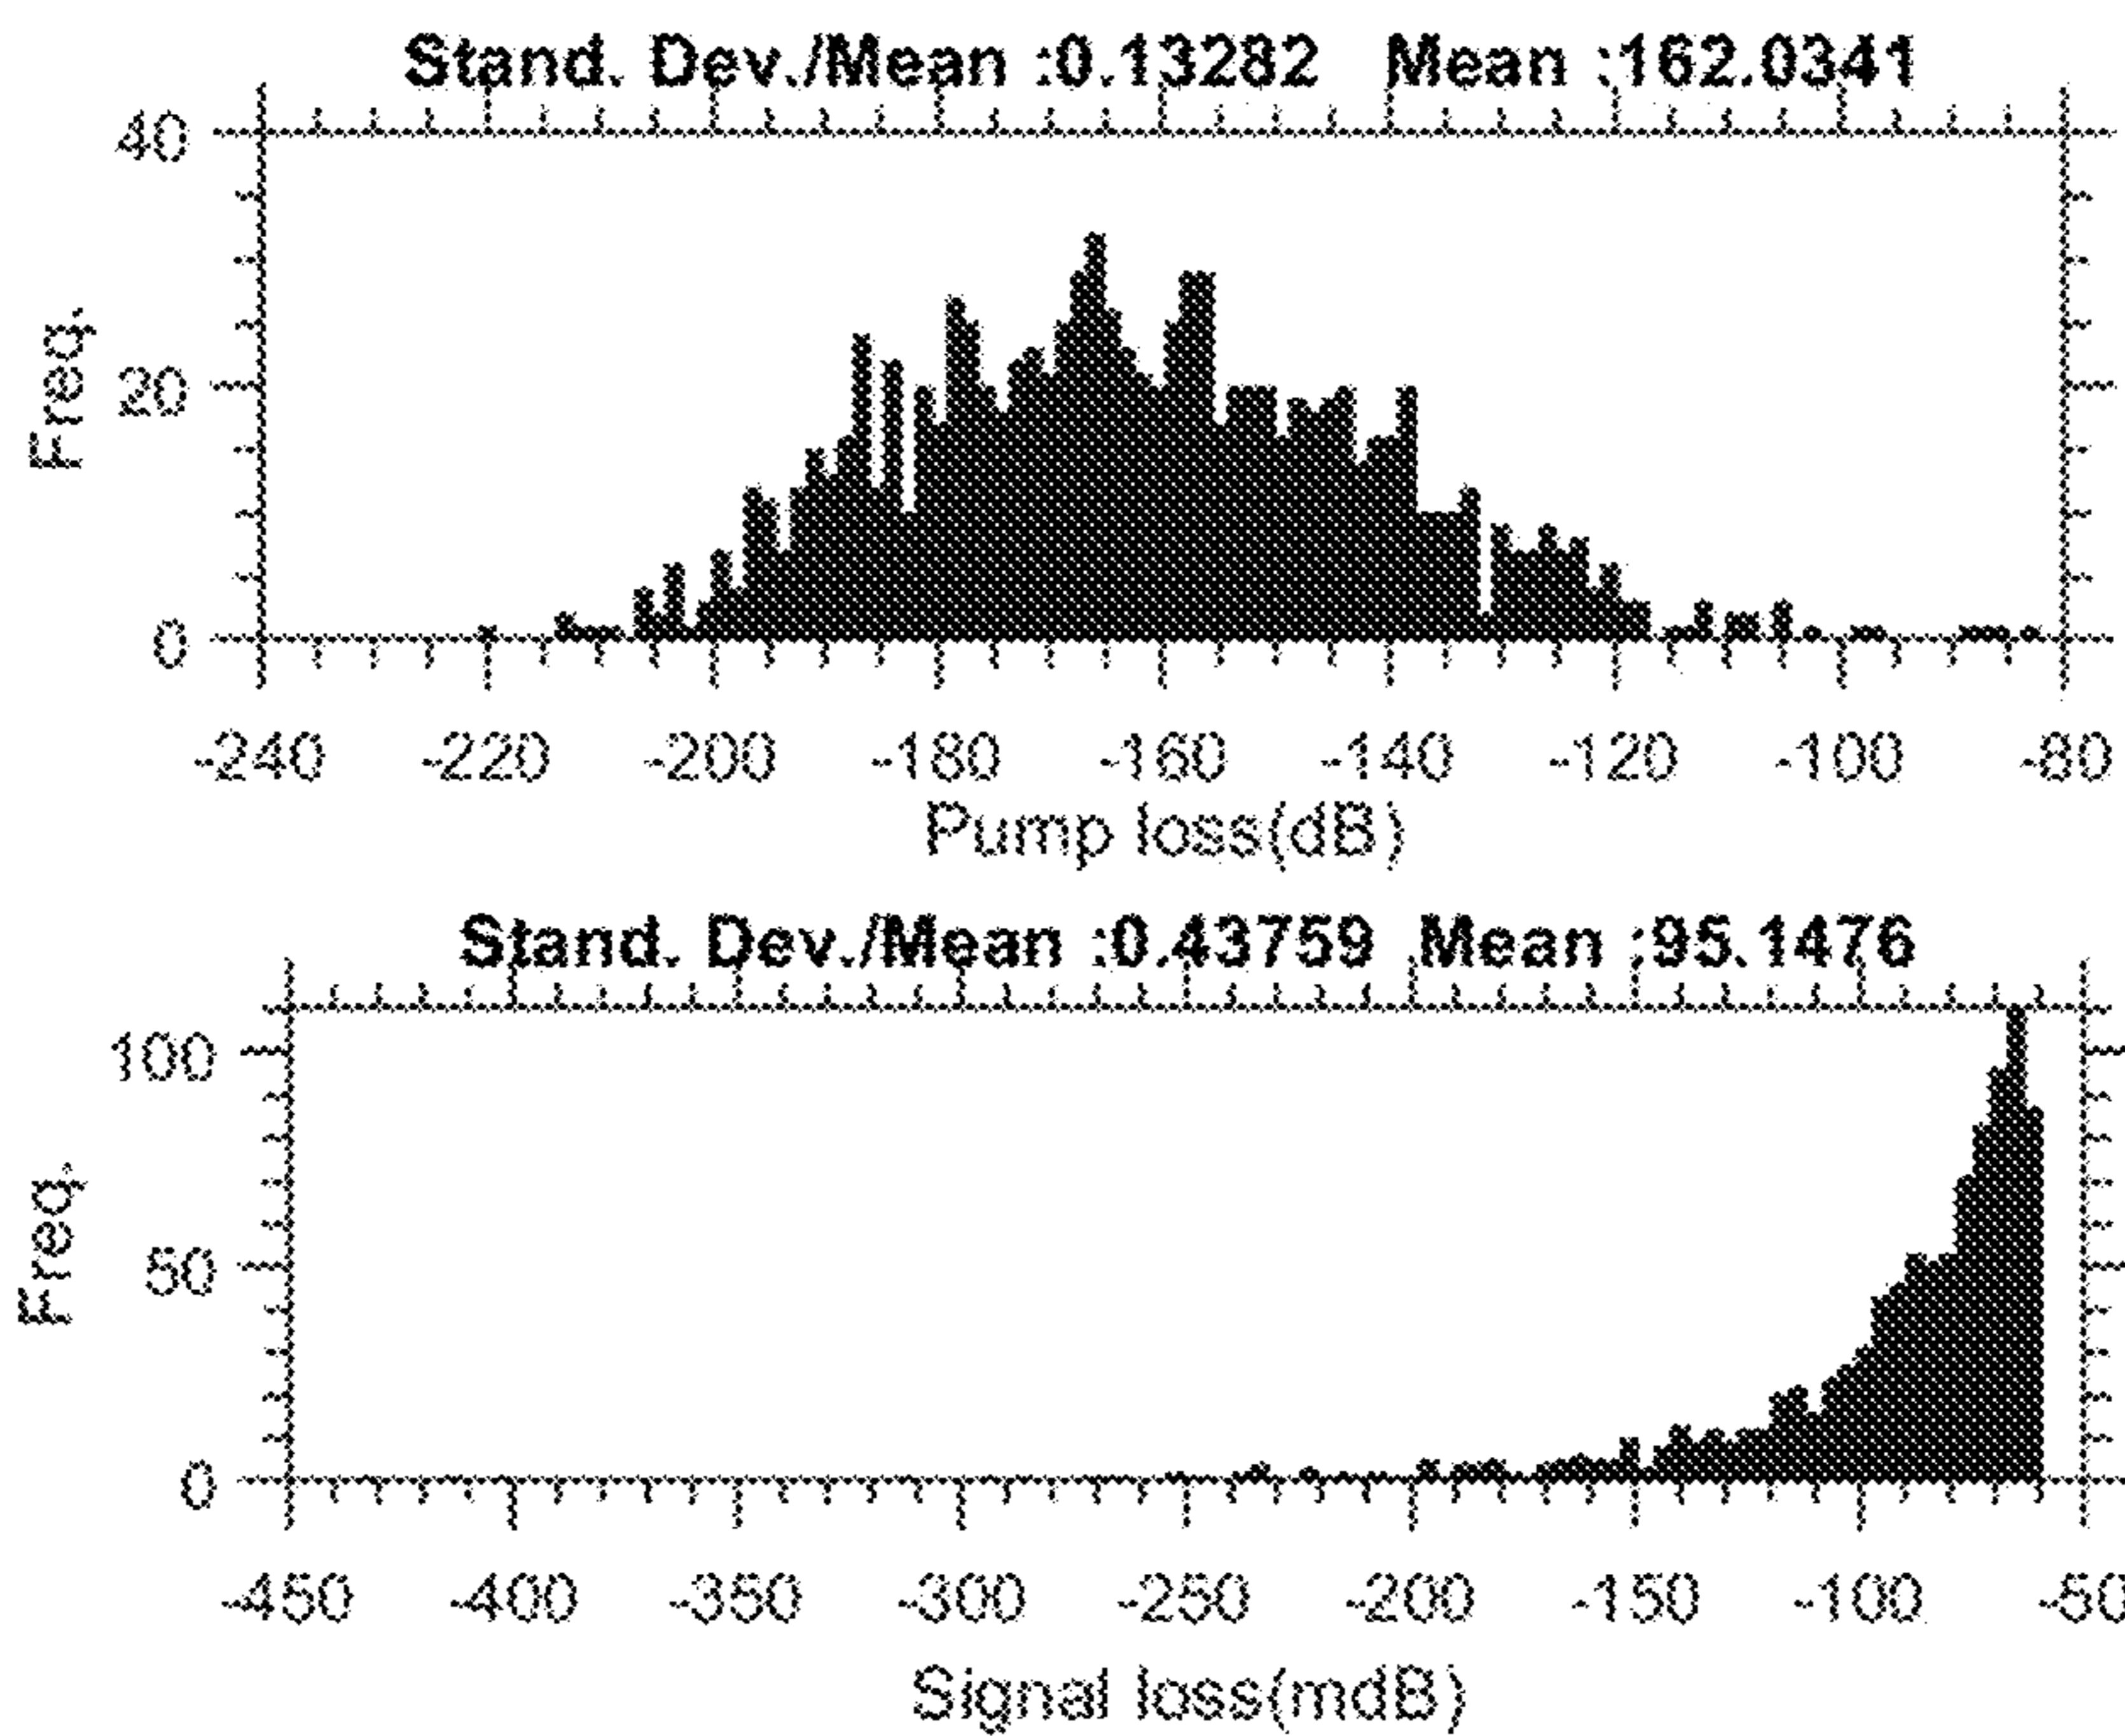 Stand. Dev./Mean :0.13282 Mean :162.0341
40
20
0
Freq.
-240 -220 -200 -180 -160 -140 -120 -100 -80
Pump loss(dB)
Stand. Dev./Mean :0.43759 Mean :95.1476
100
50
0
Freq.
-450 -400 -350 -300 -250 -200 -150 -100 -50
Signal loss(mdB)